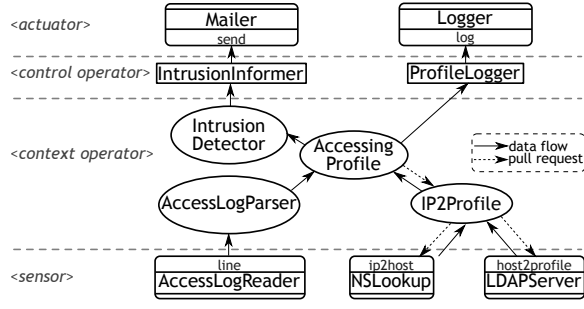 <actuator>
Mailer
send
Logger
log
<control operator>
IntrusionInformer
ProfileLogger
<context operator>
Intrusion
Detector
Accessing
Profile
data flow
pull request
AccessLogParser
IP2Profile
<sensor>
line
AccessLogReader
ip2host
NSLookup
host2profile
LDAPServer